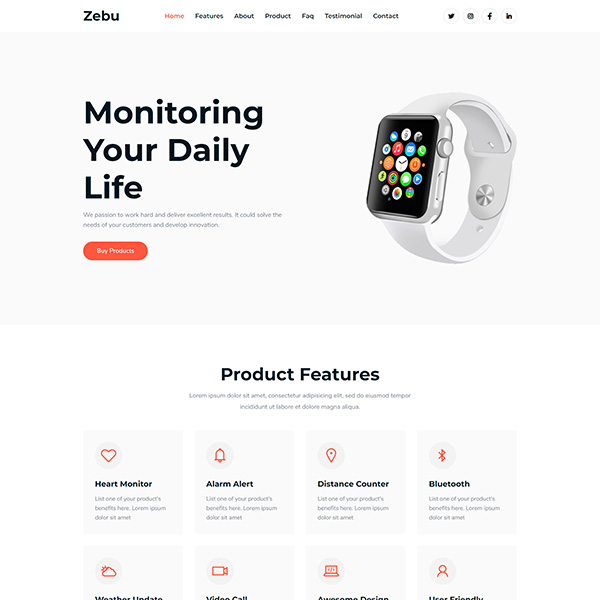 Zebu
Home Features About Product Faq Testimonial Contact
Monitoring
Your Daily
Life
We passion to work hard and deliver excellent results. It could solve the
needs of your customers and develop innovation.
Buy Products
Product Features
Lorem ipsum dolor sit amet, consectetur adipisicing elit, sed do eiusmod tempor
incididunt ut labore et dolore magna aliqua.
Heart Monitor
List one of your product's
benefits here. Lorem ipsum
dolor sit amet
Alarm Alert
List one of your product's
benefits here. Lorem ipsum
dolor sit amet
Distance Counter
List one of your product's
benefits here. Lorem ipsum
dolor sit amet
Bluetooth
List one of your product's
benefits here. Lorem ipsum
dolor sit amet
Weather Update
Video Call
Awesome Design
User Friendly